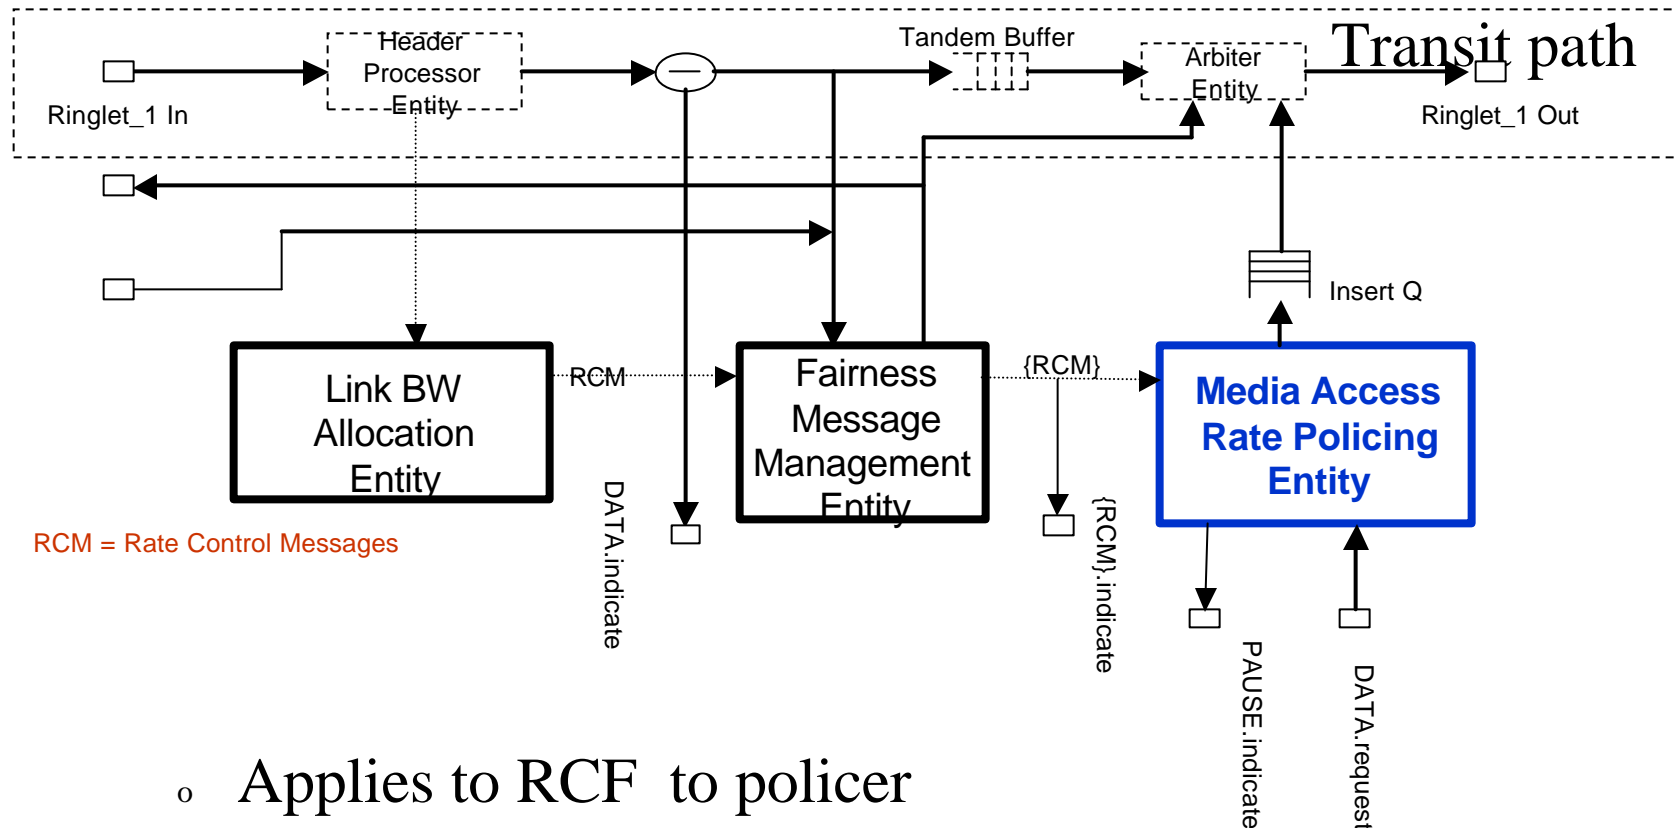 Transit path
Header
Processor
Entity
Tandem Buffer
Arbiter
Entity
Ringlet_1 In
Ringlet_1 Out
Insert Q
Link BW
Allocation
Entity
RCM
Fairness
Message
Management
Entity
{RCM}
Media Access
Rate Policing
Entity
RCM = Rate Control Messages
DATA.indicate
{RCM}.indicate
PAUSE.indicate
DATA.request
o Applies to RCF to policer